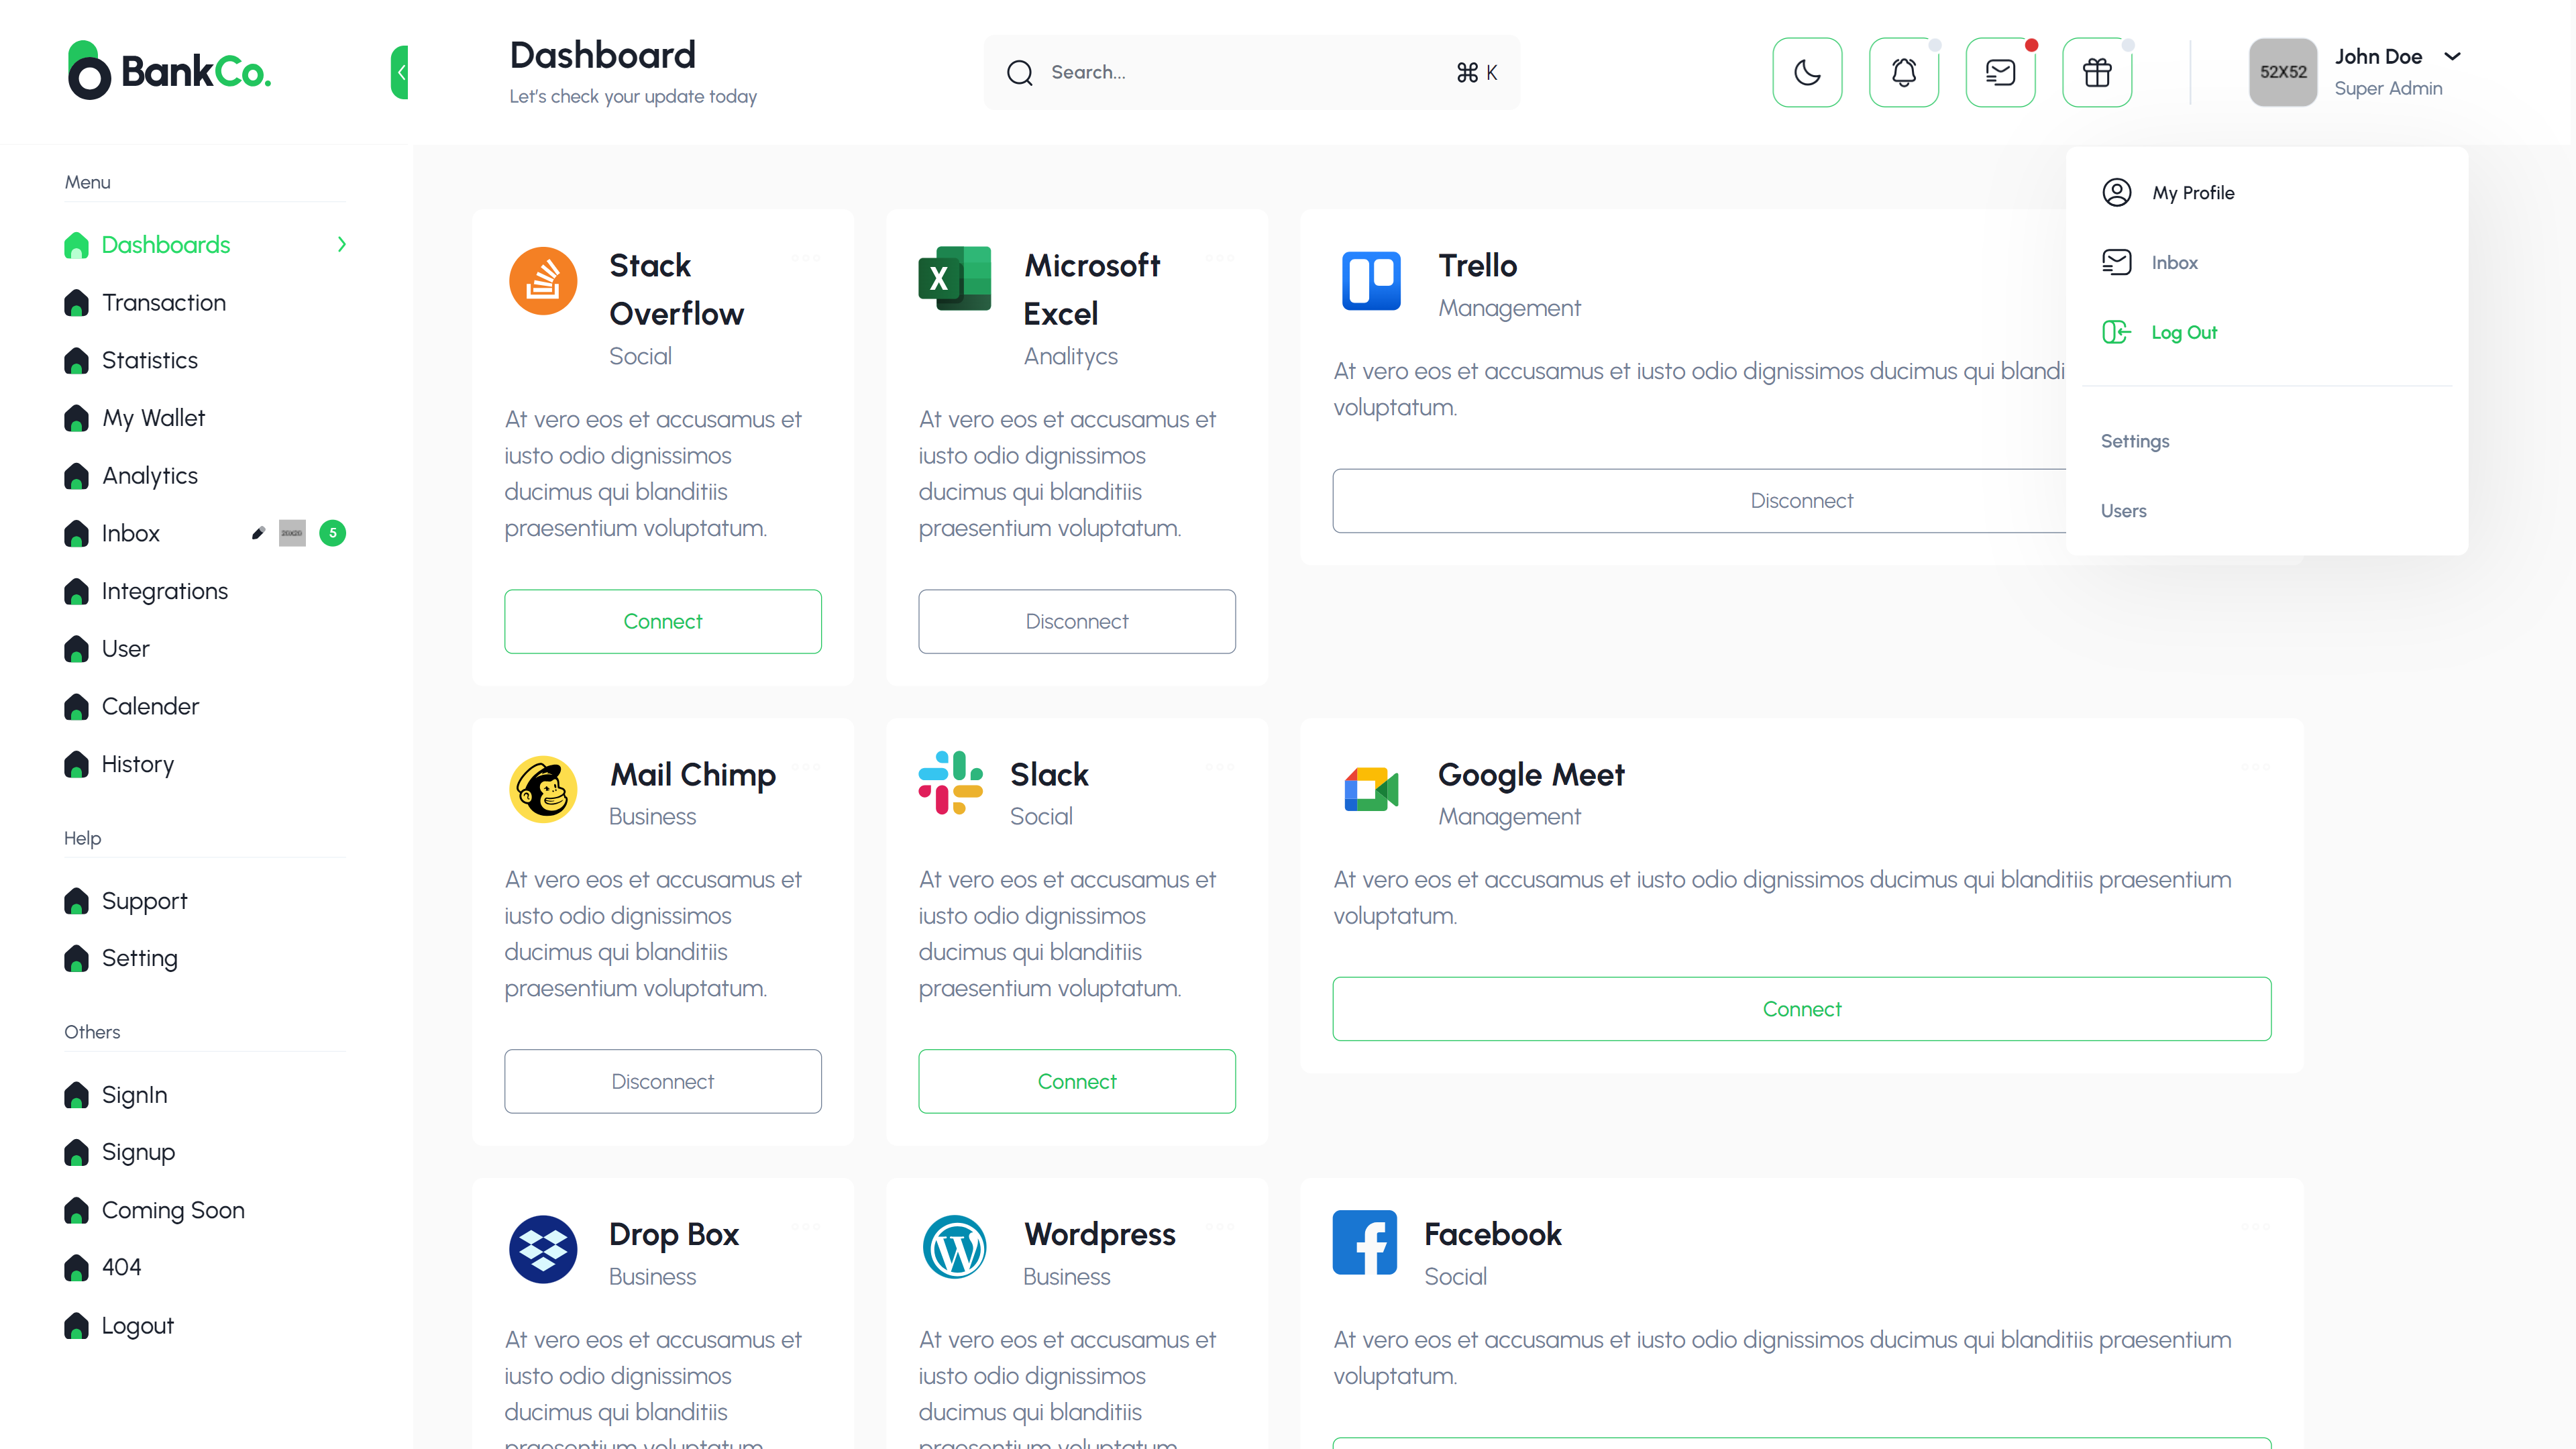 BankCo.
Dashboard
Let's check your update today
Search...
⌘ K
52X52
John Doe
Super Admin
Menu
Dashboards
Transaction
Statistics
My Wallet
Analytics
Inbox
5
Integrations
User
Calender
History
Help
Support
Setting
Others
SignIn
Signup
Coming Soon
404
Logout
My Profile
Inbox
Log Out
Settings
Users
Stack
Overflow
Social
At vero eos et accusamus et
iusto odio dignissimos
ducimus qui blanditiis
praesentium voluptatum.
Connect
Microsoft
Excel
Analitycs
At vero eos et accusamus et
iusto odio dignissimos
ducimus qui blanditiis
praesentium voluptatum.
Disconnect
Trello
Management
At vero eos et accusamus et iusto odio dignissimos ducimus qui blandi
voluptatum.
Disconnect
Mail Chimp
Business
At vero eos et accusamus et
iusto odio dignissimos
ducimus qui blanditiis
praesentium voluptatum.
Disconnect
Slack
Social
At vero eos et accusamus et
iusto odio dignissimos
ducimus qui blanditiis
praesentium voluptatum.
Connect
Google Meet
Management
At vero eos et accusamus et iusto odio dignissimos ducimus qui blanditiis praesentium
voluptatum.
Connect
Drop Box
Business
At vero eos et accusamus et
iusto odio dignissimos
ducimus qui blanditiis
praesentium voluptatum.
Wordpress
Business
At vero eos et accusamus et
iusto odio dignissimos
ducimus qui blanditiis
praesentium voluptatum.
Facebook
Social
At vero eos et accusamus et iusto odio dignissimos ducimus qui blanditiis praesentium
voluptatum.